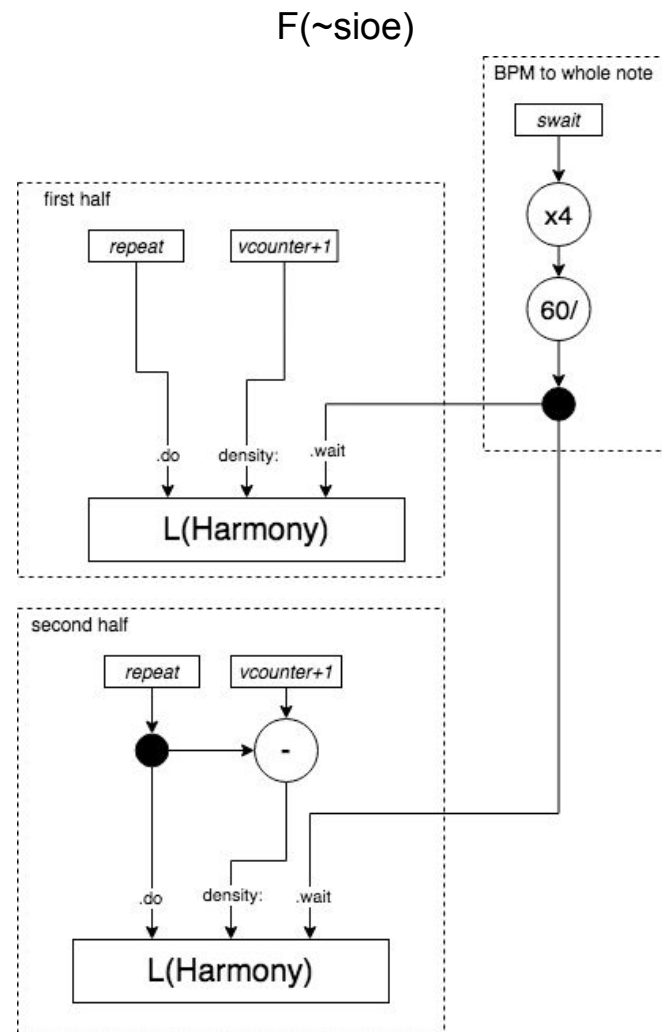 F(~sioe)
BPM to whole note
swait
x4
60/
first half
repeat
vcounter+1
.do
density:
.wait
L(Harmony)
second half
repeat
vcounter+1
-
.do
density:
.wait
L(Harmony)